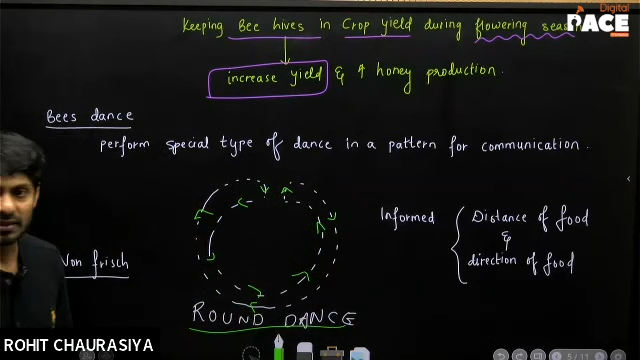 Keeping Bee hives in Crop yield during flowering seas
Digital
PACE
increase yield & ↑ honey production.
Bees dance
perform special type of dance in a pattern for communication.
Informed
Distance of food
&
direction of food
Von frisch
ROUND DANCE
ROHIT CHAURASIYA
5 / 11